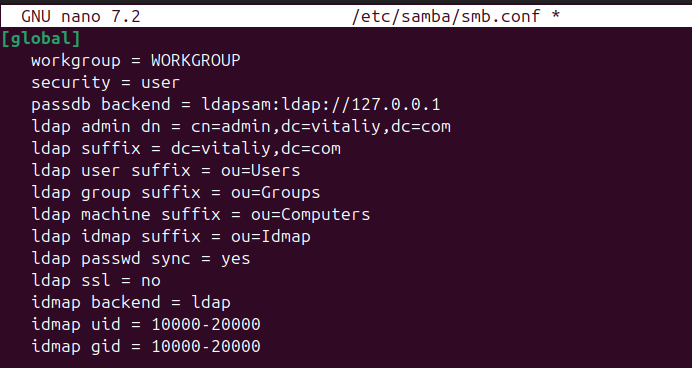 GNU nano 7.2 /etc/samba/smb.conf *
[global]
workgroup = WORKGROUP
security = user
passdb backend = ldapsam:ldap://127.0.0.1
ldap admin dn = cn=admin,dc=vitaliy,dc=com
ldap suffix = dc=vitaliy,dc=com
ldap user suffix = ou=Users
ldap group suffix = ou=Groups
ldap machine suffix = ou=Computers
ldap idmap suffix = ou=Idmap
ldap passwd sync = yes
ldap ssl = no
idmap backend = ldap
idmap uid = 10000-20000
idmap gid = 10000-20000